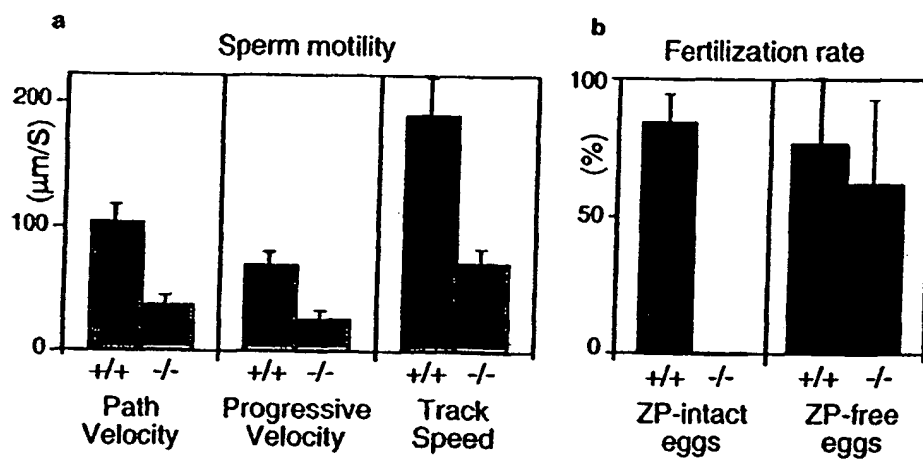 a
Sperm motility
200
100
0
(μm/S)
+/+ -/- +/+ -/- +/+ -/-
Path Velocity
Progressive Velocity
Track Speed
b
Fertilization rate
100
50
0
(%)
+/+ -/- +/+ -/-
ZP-intact eggs
ZP-free eggs